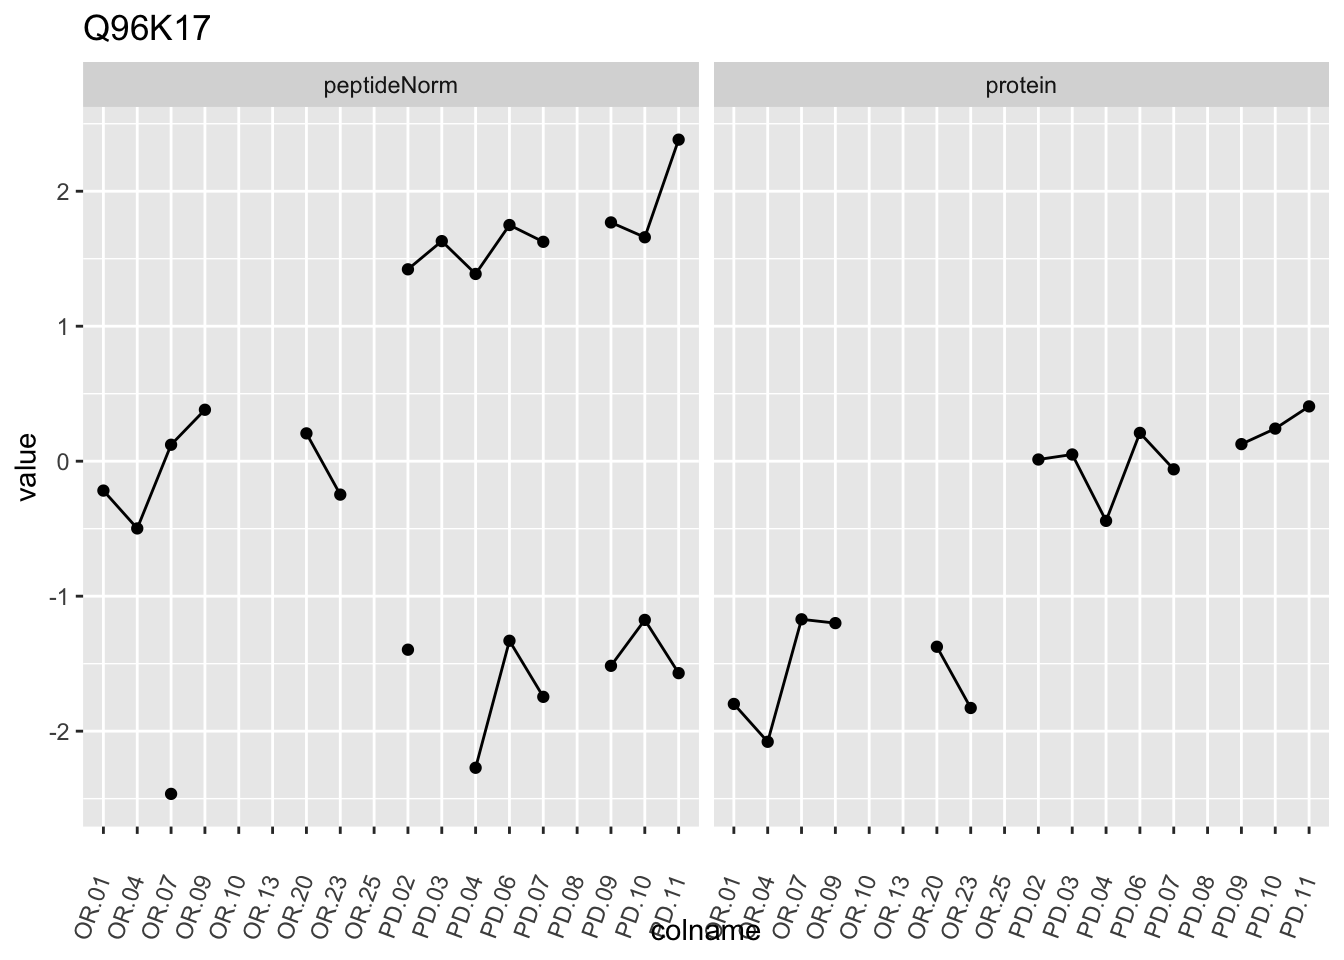 Q96K17
peptideNorm protein
2
1
0
-1
-2
value
OR.01 OR.04 OR.07 OR.09 OR.10 OR.13 OR.20 OR.23 OR.25 PD.02 PD.03 PD.04 PD.06 PD.07 PD.08 PD.09 PD.10 PD.11 OR.01 OR.04 OR.07 OR.09 OR.10 OR.13 OR.20 OR.23 OR.25 PD.02 PD.03 PD.04 PD.06 PD.07 PD.08 PD.09 PD.10 PD.11
colname